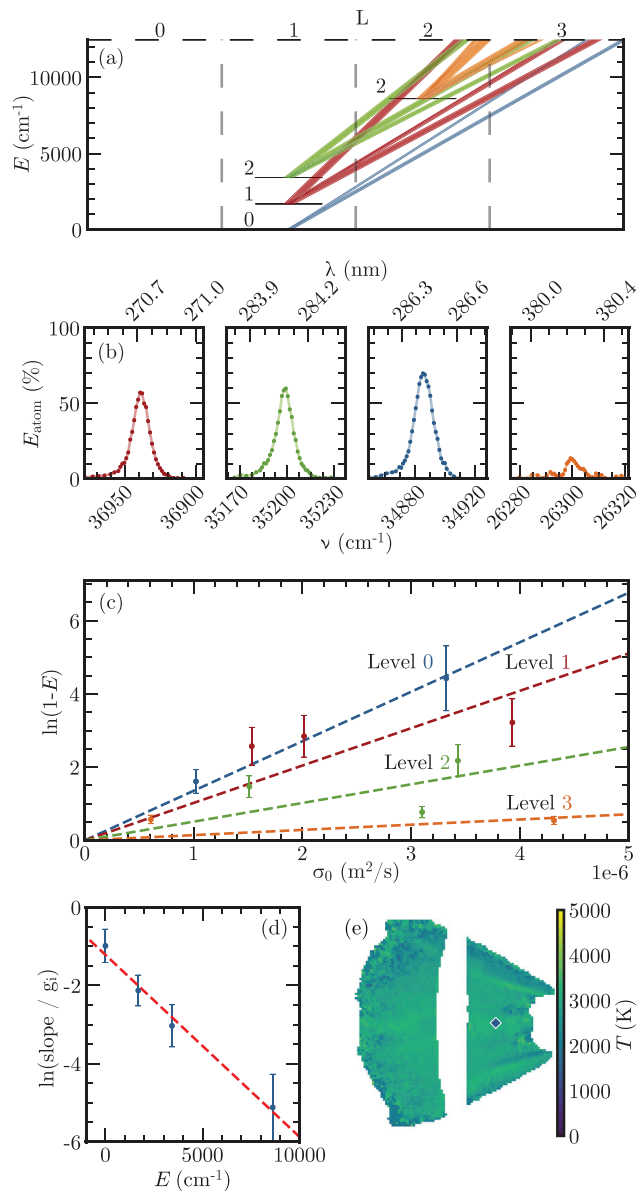 L
0 1 2 3
(a)
E (cm⁻¹)
10000
5000
0
2
2
1
0
λ (nm)
270.7 271.0 283.9 284.2 286.3 286.6 380.0 380.4
(b)
E_atom (%)
100
50
0
36950 36900 35170 35200 35230 34880 34920 26280 26300 26320
ν (cm⁻¹)
(c)
ln(1-E)
6
4
2
0
Level 0
Level 1
Level 2
Level 3
0 1 2 3 4 5
σ₀ (m²/s)
1e-6
(d)
ln(slope / gᵢ)
0
-2
-4
-6
0 5000 10000
E (cm⁻¹)
(e)
5000
4000
3000
2000
1000
0
T (K)